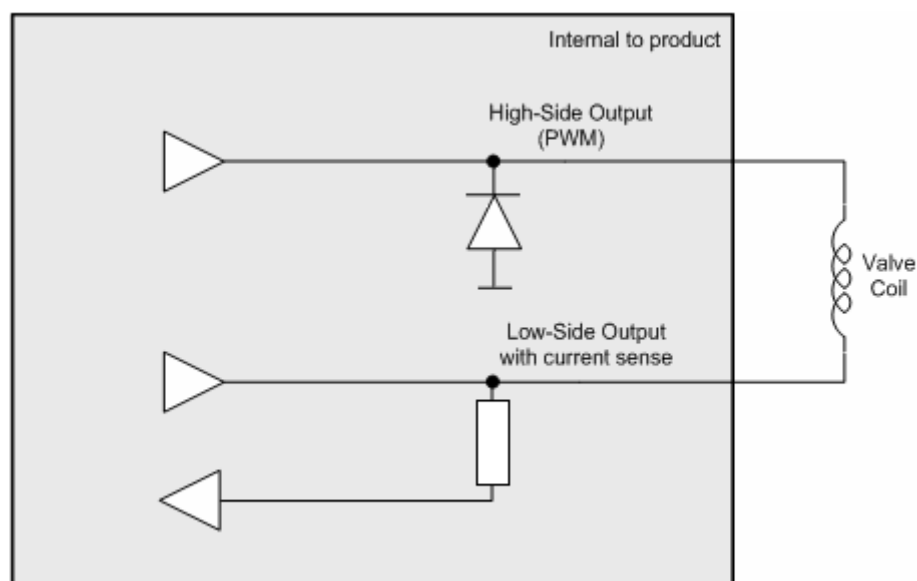 Internal to product
High-Side Output
(PWM)
Valve
Coil
Low-Side Output
with current sense